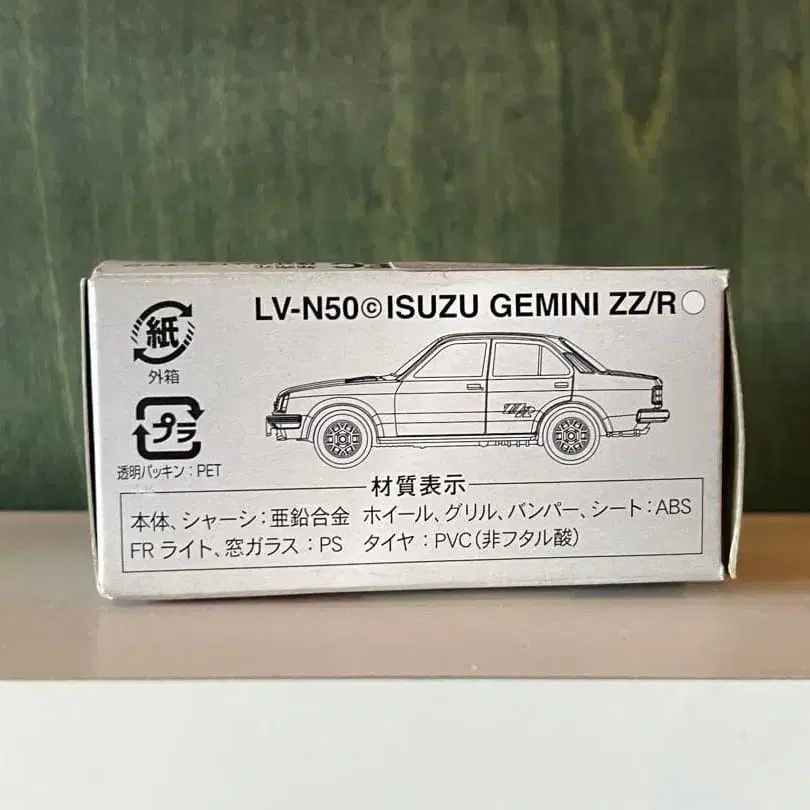 LV-N50©ISUZU GEMINI ZZ/R
紙
外箱
プラ
透明パッキン：PET
ZZ/R
材質表示
本体、シャーシ：亜鉛合金 ホイール、グリル、バンパー、シート：ABS
FRライト、窓ガラス：PS タイヤ：PVC(非フタル酸)